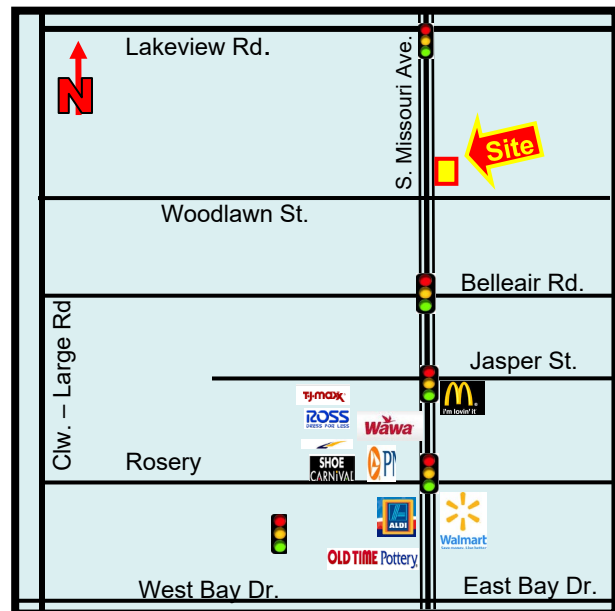 Lakeview Rd.
N
S. Missouri Ave.
Site
Woodlawn St.
Belleair Rd.
Clw. – Large Rd
Jasper St.
T·J·maxx
M
i'm lovin' it
ROSS
DRESS FOR LESS
Wawa
SHOE
CARNIVAL
PN
Rosery
ALDI
Walmart
OLD TIME Pottery
West Bay Dr.
East Bay Dr.